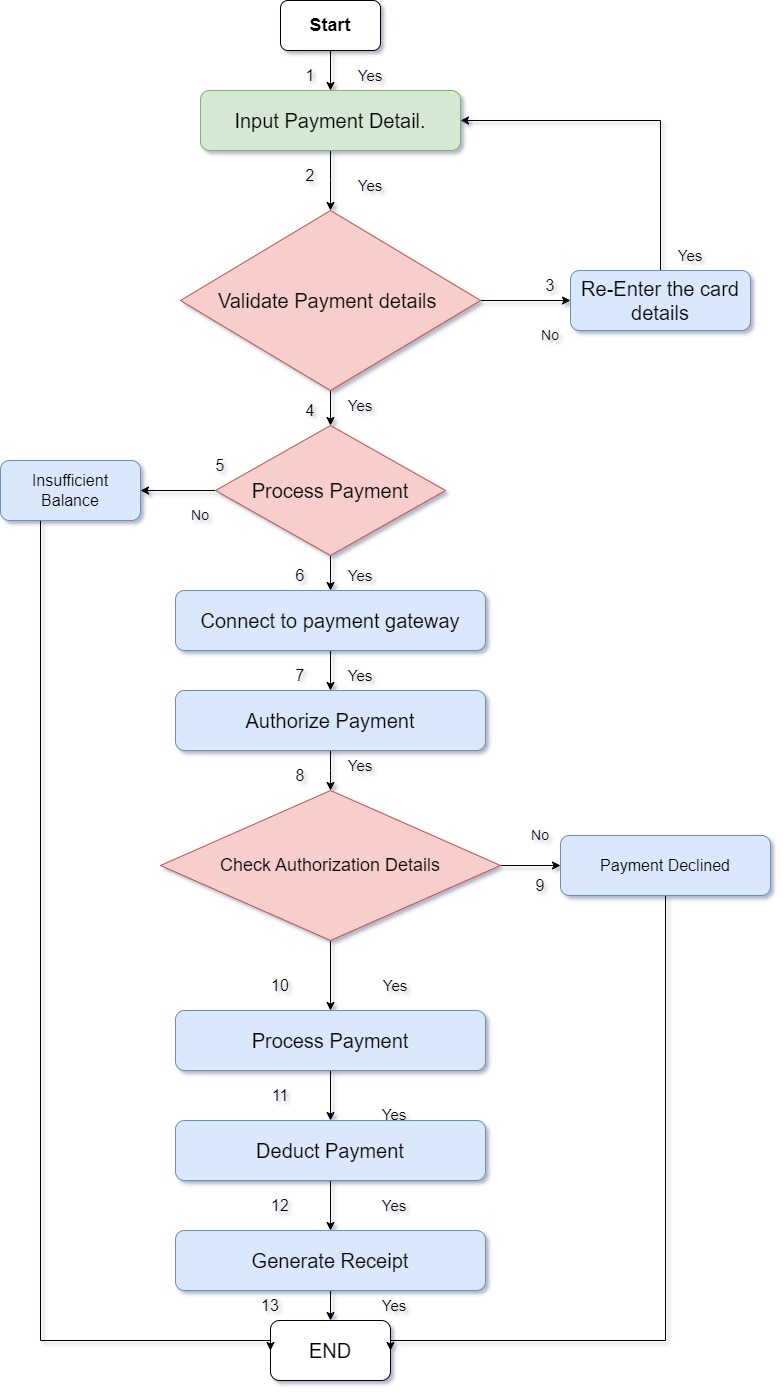 Start
1
Yes
Input Payment Detail.
2
Yes
Yes
Validate Payment details
3
No
Re-Enter the card
details
4
Yes
5
No
Insufficient
Balance
Process Payment
6
Yes
Connect to payment gateway
7
Yes
Authorize Payment
8
Yes
Check Authorization Details
No
9
Payment Declined
10
Yes
Process Payment
11
Yes
Deduct Payment
12
Yes
Generate Receipt
13
Yes
END